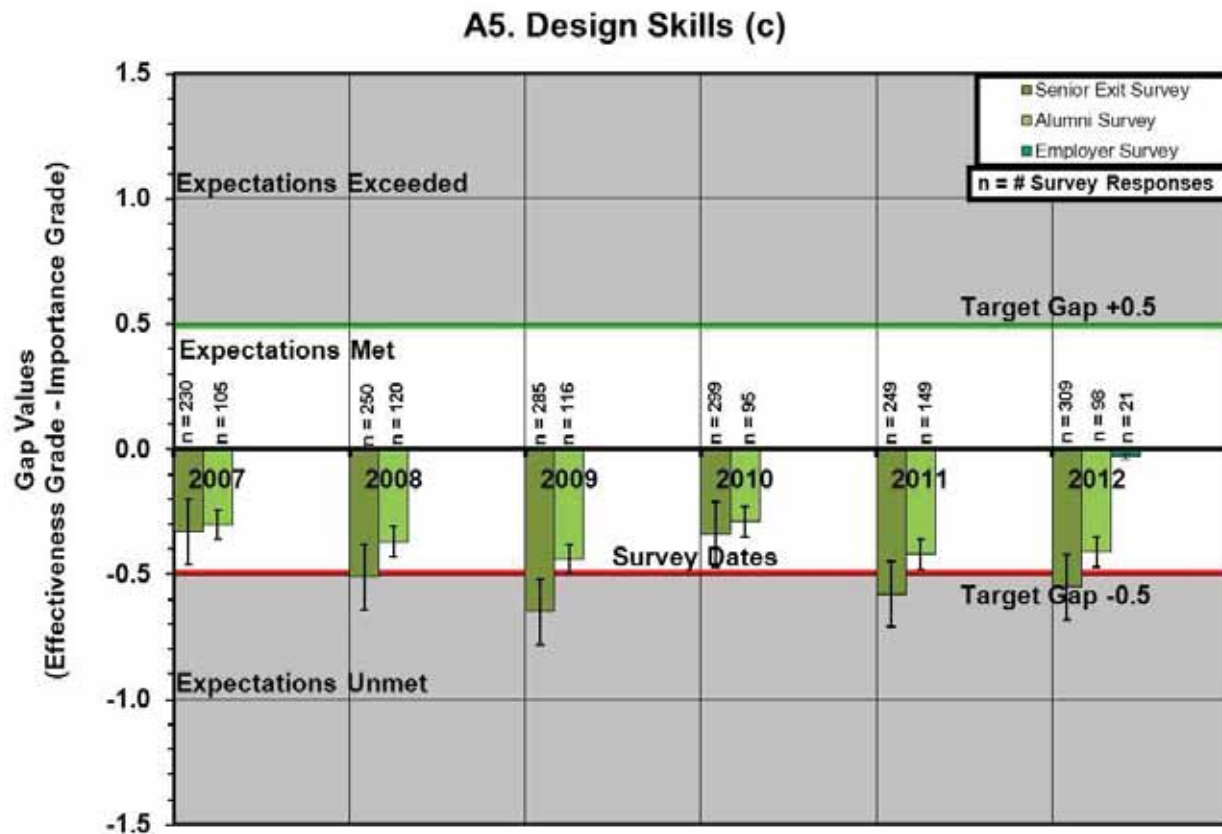 A5. Design Skills (c)
Gap Values
(Effectiveness Grade - Importance Grade)
1.5
1.0
0.5
0.0
-0.5
-1.0
-1.5
Senior Exit Survey
Alumni Survey
Employer Survey
n = # Survey Responses
Expectations Exceeded
Target Gap +0.5
Expectations Met
n = 230
n = 105
n = 250
n = 120
n = 285
n = 116
n = 299
n = 95
n = 249
n = 149
n = 309
n = 98
n = 21
2007
2008
2009
2010
2011
2012
Survey Dates
Target Gap -0.5
Expectations Unmet